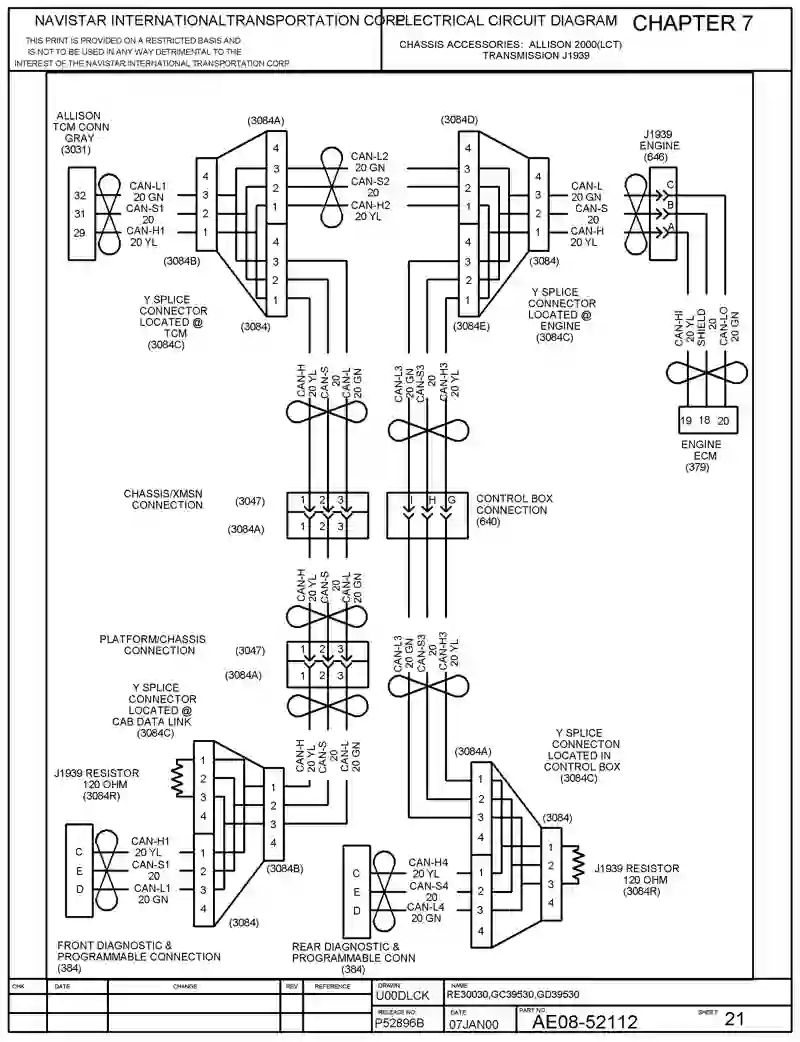 NAVISTAR INTERNATIONALTRANSPORTATION CORP.
THIS PRINT IS PROVIDED ON A RESTRICTED BASIS AND
IS NOT TO BE USED IN ANY WAY DETRIMENTAL TO THE
INTEREST OF THE NAVISTAR INTERNATIONAL TRANSPORTATION CORP
ELECTRICAL CIRCUIT DIAGRAM
CHAPTER 7
CHASSIS ACCESSORIES: ALLISON 2000(LCT)
TRANSMISSION J1939
ALLISON
TCM CONN
GRAY
(3031)
32
31
29
CAN-L1
20 GN
CAN-S1
20
CAN-H1
20 YL
(3084A)
4
3
2
1
(3084B)
4
3
2
1
4
3
2
1
(3084)
Y SPLICE
CONNECTOR
LOCATED @
TCM
(3084C)
CAN-L2
20 GN
CAN-S2
20
CAN-H2
20 YL
(3084D)
4
3
2
1
4
3
2
1
(3084E)
4
3
2
1
(3084)
Y SPLICE
CONNECTOR
LOCATED @
ENGINE
(3084C)
CAN-L
20 GN
CAN-S
20
CAN-H
20 YL
J1939
ENGINE
(646)
C
B
A
CAN-HI
20 YL
SHIELD
20
CAN-LO
20 GN
19 18 20
ENGINE
ECM
(379)
CAN-H
20 YL
CAN-S
20
CAN-L
20 GN
CAN-L3
20 GN
CAN-S3
20
CAN-H3
20 YL
CHASSIS/XMSN
CONNECTION
(3047)
(3084A)
1 2 3
1 2 3
I H G
CONTROL BOX
CONNECTION
(640)
CAN-H
20 YL
CAN-S
20
CAN-L
20 GN
PLATFORM/CHASSIS
CONNECTION
(3047)
(3084A)
1 2 3
1 2 3
CAN-L3
20 GN
CAN-S3
20
CAN-H3
20 YL
Y SPLICE
CONNECTOR
LOCATED @
CAB DATA LINK
(3084C)
CAN-H
20 YL
CAN-S
20
CAN-L
20 GN
J1939 RESISTOR
120 OHM
(3084R)
1
2
3
4
1
2
3
4
1
2
3
4
(3084B)
(3084)
C
E
D
CAN-H1
20 YL
CAN-S1
20
CAN-L1
20 GN
FRONT DIAGNOSTIC &
PROGRAMMABLE CONNECTION
(384)
(3084A)
1
2
3
4
1
2
3
4
Y SPLICE
CONNECTON
LOCATED IN
CONTROL BOX
(3084C)
(3084)
1
2
3
4
J1939 RESISTOR
120 OHM
(3084R)
C
E
D
CAN-H4
20 YL
CAN-S4
20
CAN-L4
20 GN
REAR DIAGNOSTIC &
PROGRAMMABLE CONN
(384)
CHK DATE CHANGE REV REFERENCE
DRAWN
U00DLCK
NAME
RE30030,GC39530,GD39530
RELEASE NO.
P52896B
DATE
07JAN00
PART NO.
AE08-52112
SHEET
21